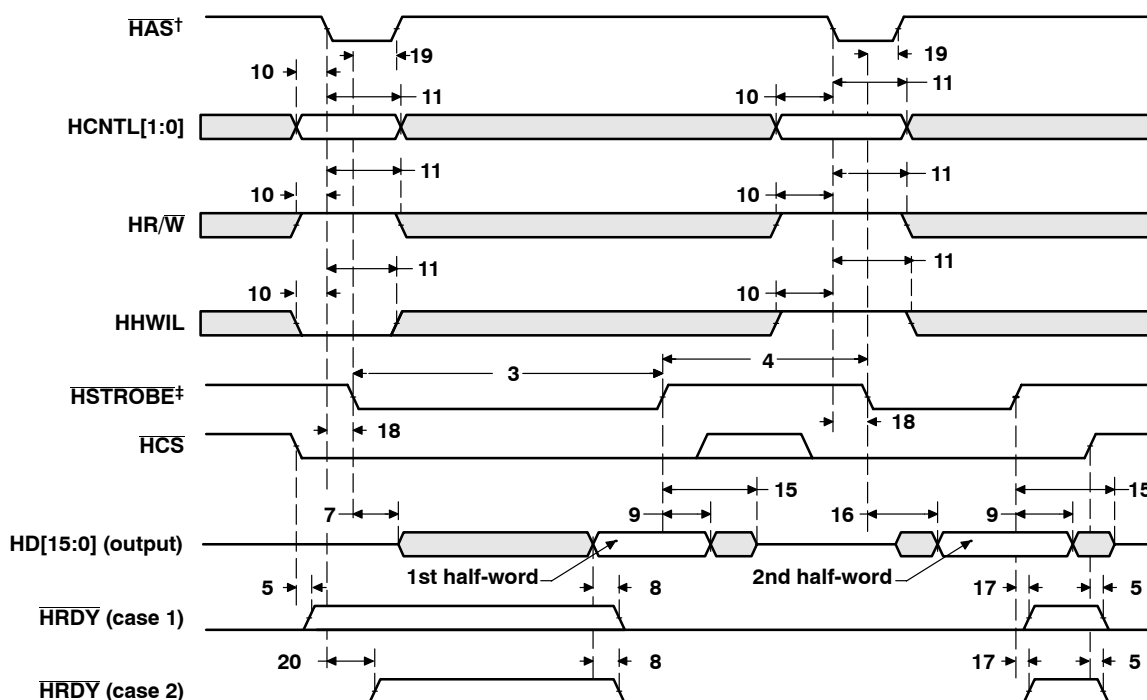 HAS†
19
19
10
11
11
10
HCNTL[1:0]
11
11
10
10
HR/W
11
11
10
10
HHWIL
4
3
HSTROBE‡
18
18
HCS
15
15
7
9
16
9
HD[15:0] (output)
1st half-word
2nd half-word
5
8
17
5
HRDY (case 1)
20
8
17
5
HRDY (case 2)